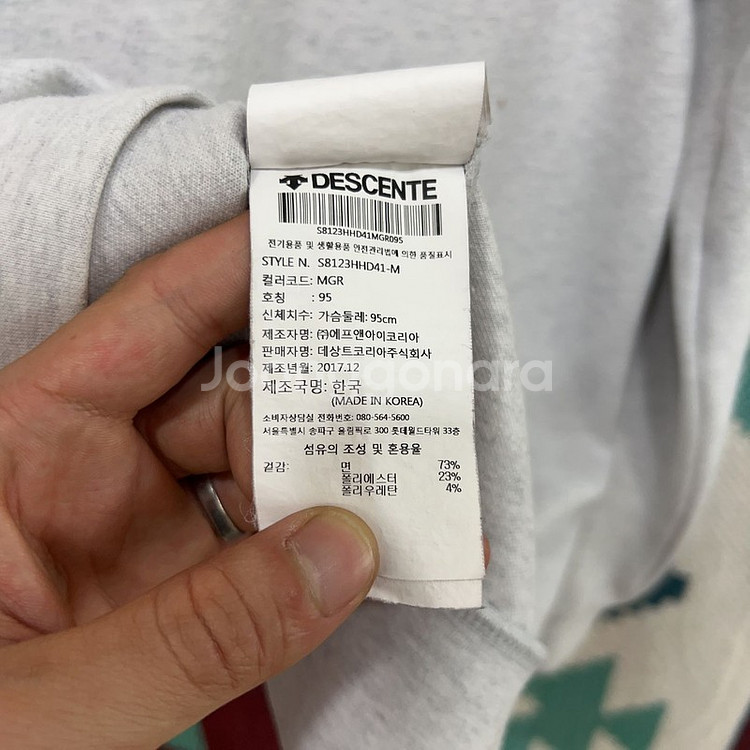 DESCENTE
S8123HHD41MGR095
전기용품 및 생활용품 안전관리법에 의한 품질표시
STYLE N. S8123HHD41-M
컬러코드: MGR
호칭 : 95
신체치수: 가슴둘레: 95cm
제조자명: (주)에프앤아이코리아
판매자명: 데상트코리아주식회사
제조년월: 2017.12
Joongonara
제조국명: 한국
(MADE IN KOREA)
소비자상담실 전화번호: 080-564-5600
서울특별시 송파구 올림픽로 300 롯데월드타워 33층
섬유의 조성 및 혼용율
겉감: 면 73%
폴리에스터 23%
폴리우레탄 4%